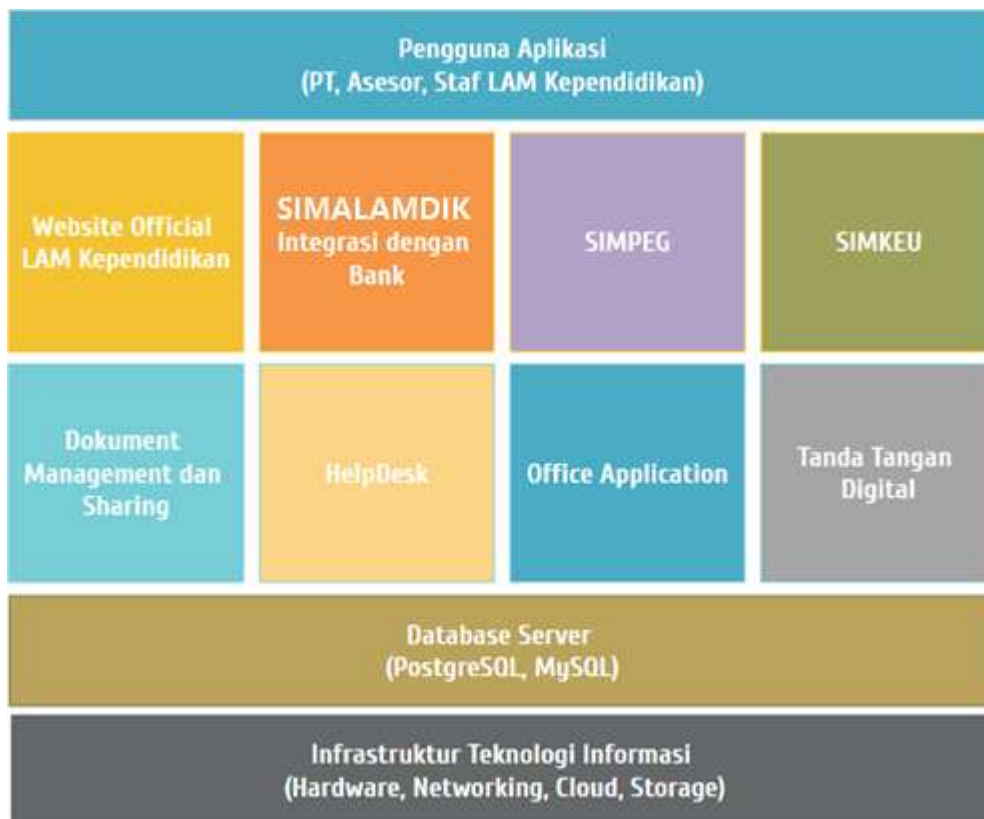 Pengguna Aplikasi
(PT, Asesor, Staf LAM Kependidikan)
Website Official
LAM Kependidikan
SIMALAMDIK
Integrasi dengan
Bank
SIMPEG
SIMKEU
Dokument
Management dan
Sharing
HelpDesk
Office Application
Tanda Tangan
Digital
Database Server
(PostgreSQL, MySQL)
Infrastruktur Teknologi Informasi
(Hardware, Networking, Cloud, Storage)